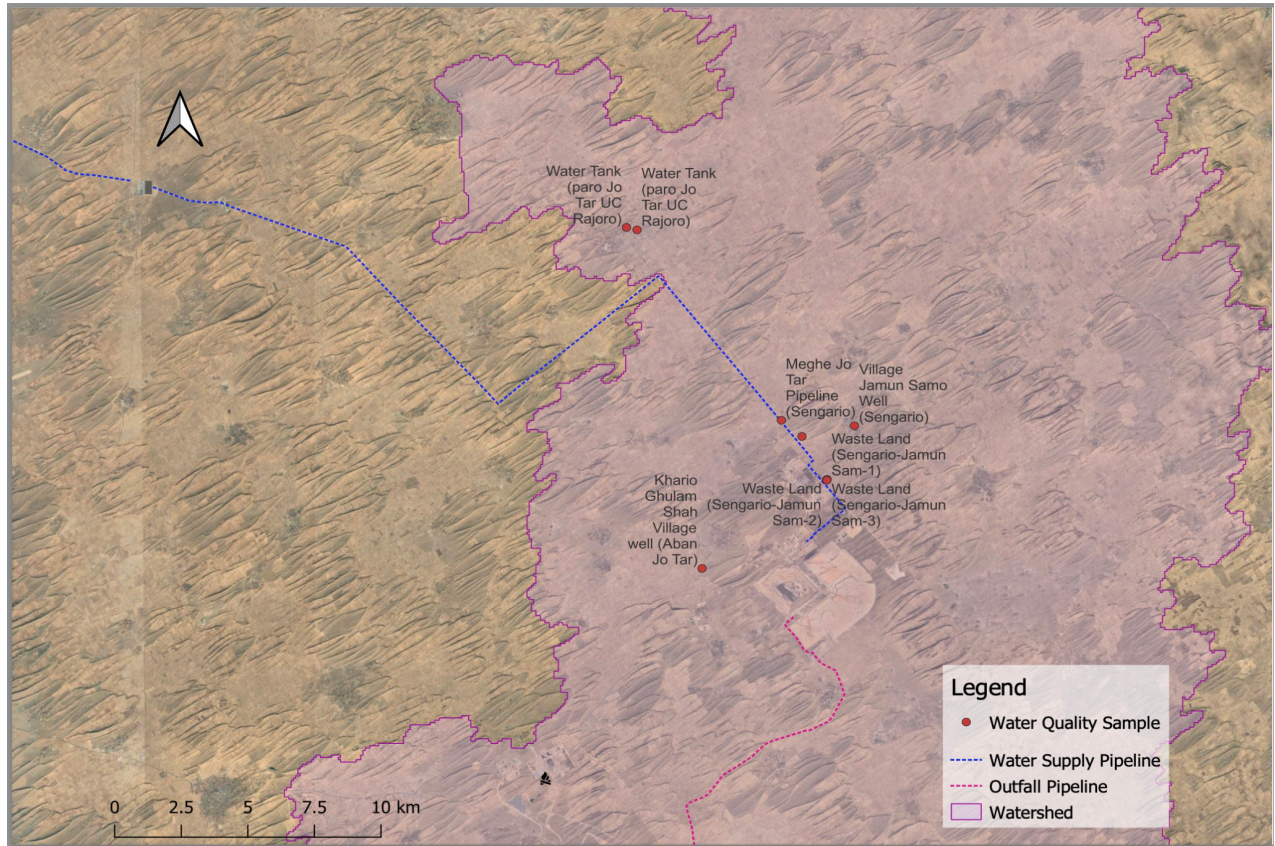 Water Tank
(paro Jo
Tar UC
Rajoro)
Water Tank
(paro Jo
Tar UC
Rajoro)
Meghe Jo
Tar
Pipeline
(Sengario)
Village
Jamun Samo
Well
(Sengario)
Waste Land
(Sengario-Jamun
Sam-1)
Khario
Ghulam
Shah
Village
well (Aban
Jo Tar)
Waste Land
(Sengario-Jamun
Sam-2)
Waste Land
(Sengario-Jamun
Sam-3)
Legend
Water Quality Sample
Water Supply Pipeline
Outfall Pipeline
Watershed
0 2.5 5 7.5 10 km